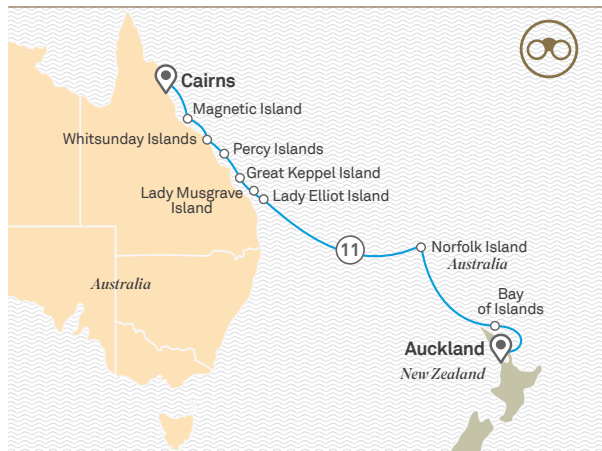 Cairns
Magnetic Island
Whitsunday Islands
Percy Islands
Great Keppel Island
Lady Musgrave
Island
Lady Elliot Island
11
Norfolk Island
Australia
Australia
Bay
of Islands
Auckland
New Zealand